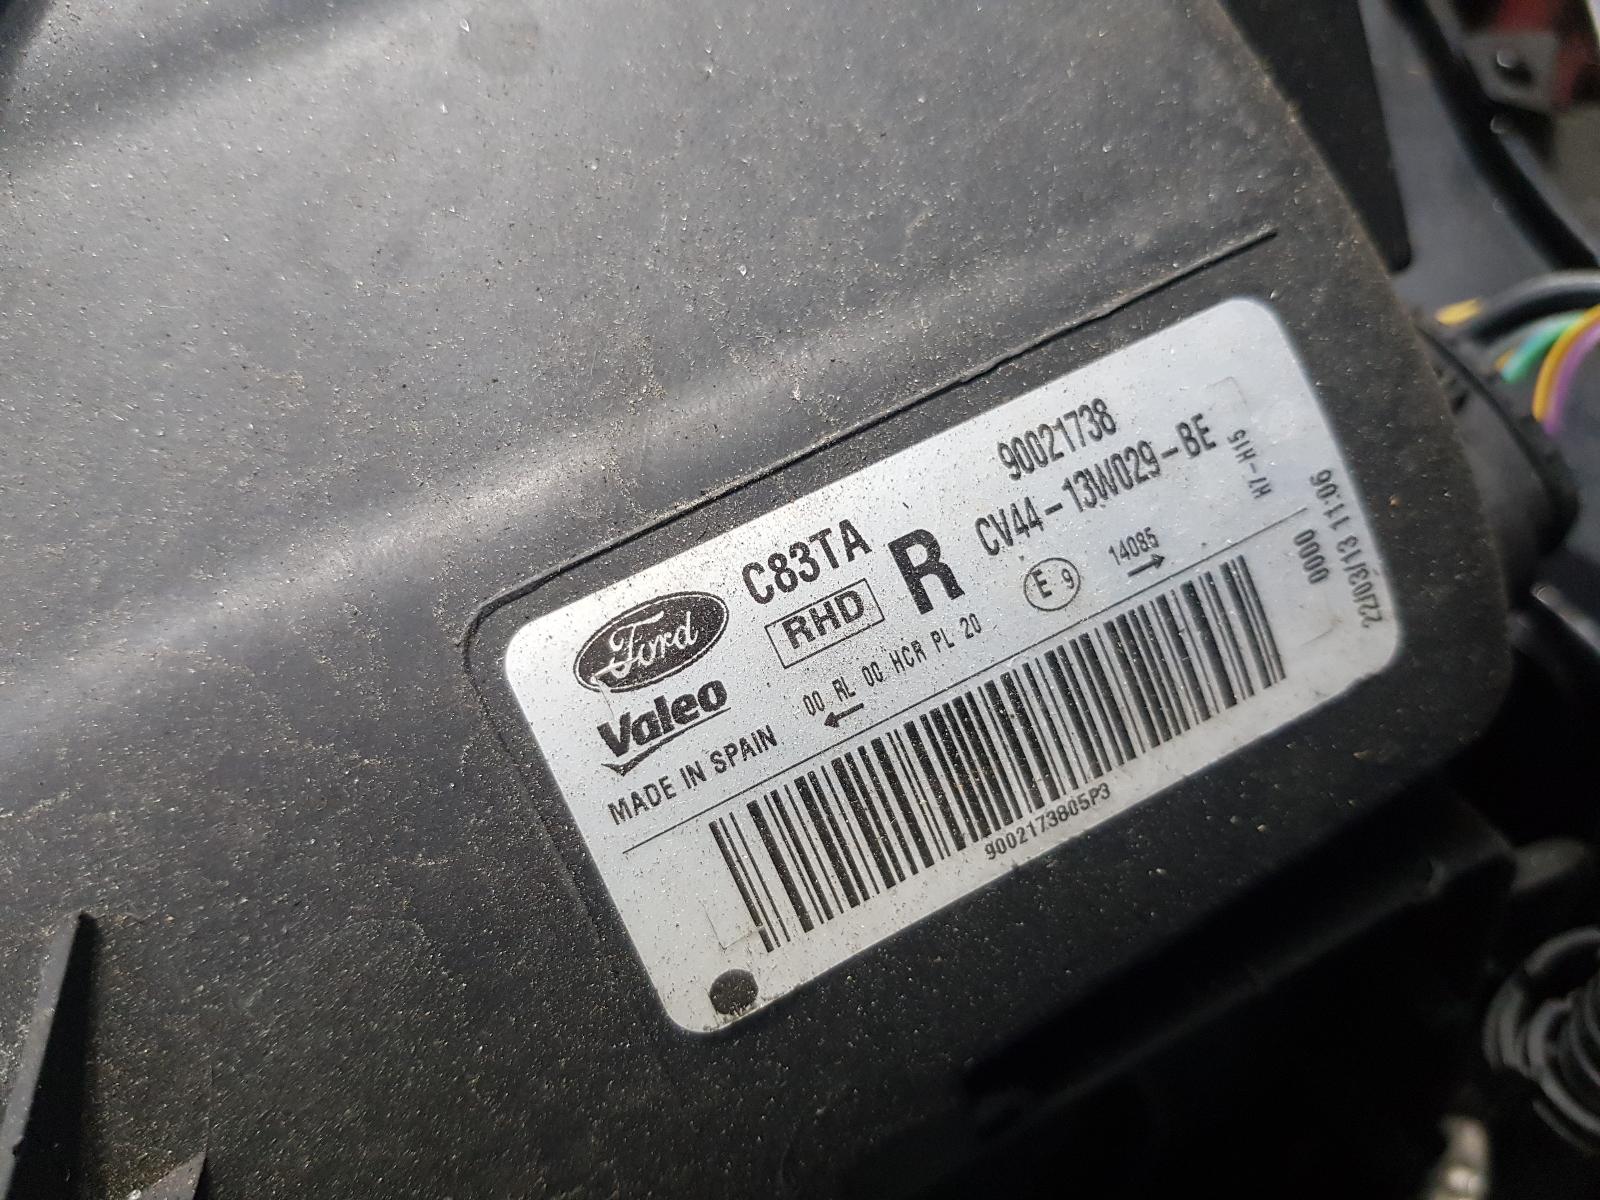 Ford
Valeo
MADE IN SPAIN
C83TA
RHD
R
90021738
CV44-13W029-BE
00 RL 0C HCR PL 20
E 9
14085
H7-H15
0000
22/03/13 11:06
9002173805P3